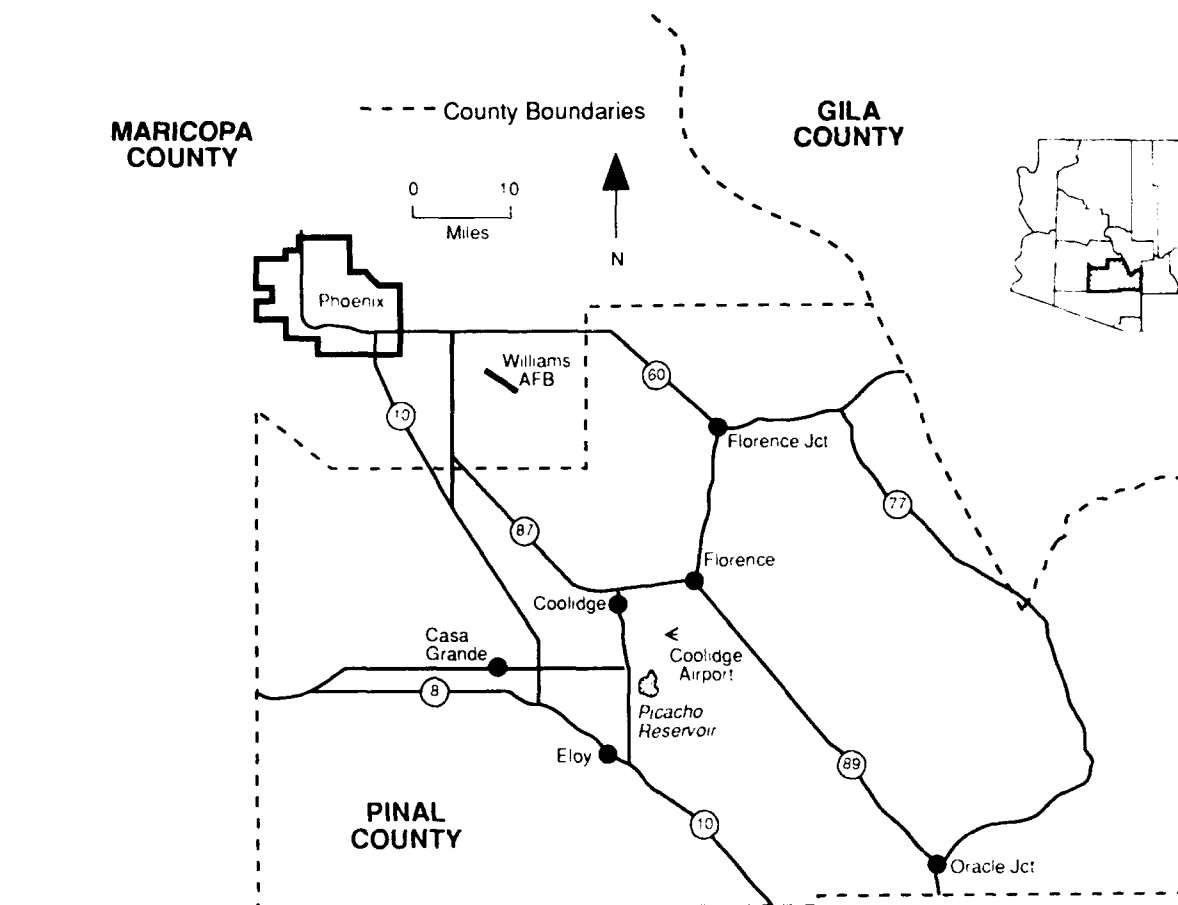 MARICOPA
COUNTY
County Boundaries
GILA
COUNTY
0 10
Miles
N
Phoenix
Williams
AFB
60
10
Florence Jct
77
87
Florence
Coolidge
Casa
Grande
Coolidge
Airport
8
Picacho
Reservoir
Eloy
89
PINAL
COUNTY
10
Oracle Jct